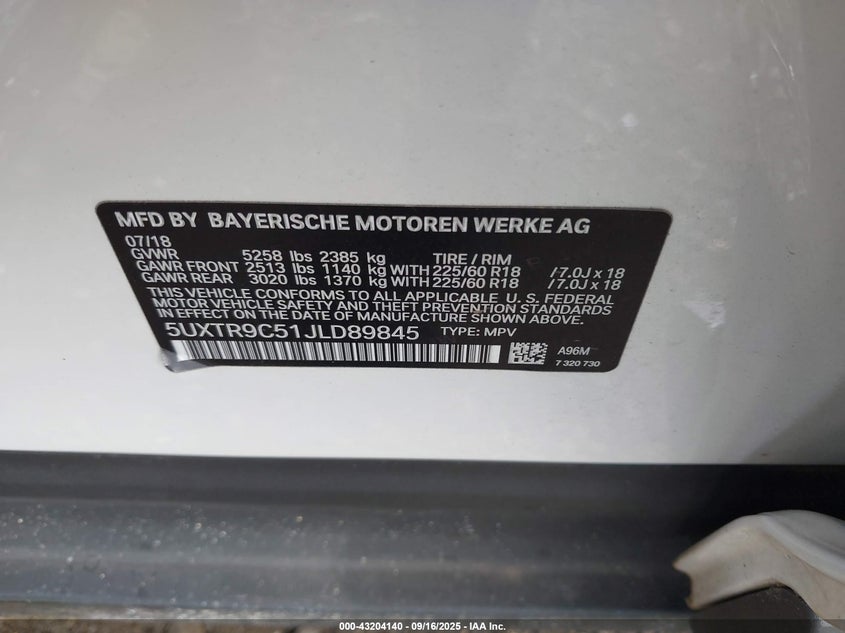 MFD BY BAYERISCHE MOTOREN WERKE AG
07/18
GVWR 5258 lbs 2385 kg TIRE / RIM
GAWR FRONT 2513 lbs 1140 kg WITH 225/60 R18 /7.0J x 18
GAWR REAR 3020 lbs 1370 kg WITH 225/60 R18 /7.0J x 18
THIS VEHICLE CONFORMS TO ALL APPLICABLE U. S. FEDERAL
MOTOR VEHICLE SAFETY AND THEFT PREVENTION STANDARDS
IN EFFECT ON THE DATE OF MANUFACTURE SHOWN ABOVE.
5UXTR9C51JLD89845 TYPE: MPV
A96M
7 320 730
000-43204140 - 09/16/2025 - IAA Inc.